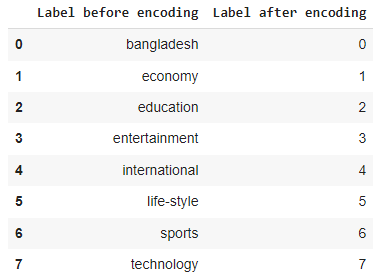 Label before encoding Label after encoding
0 bangladesh 0
1 economy 1
2 education 2
3 entertainment 3
4 international 4
5 life-style 5
6 sports 6
7 technology 7